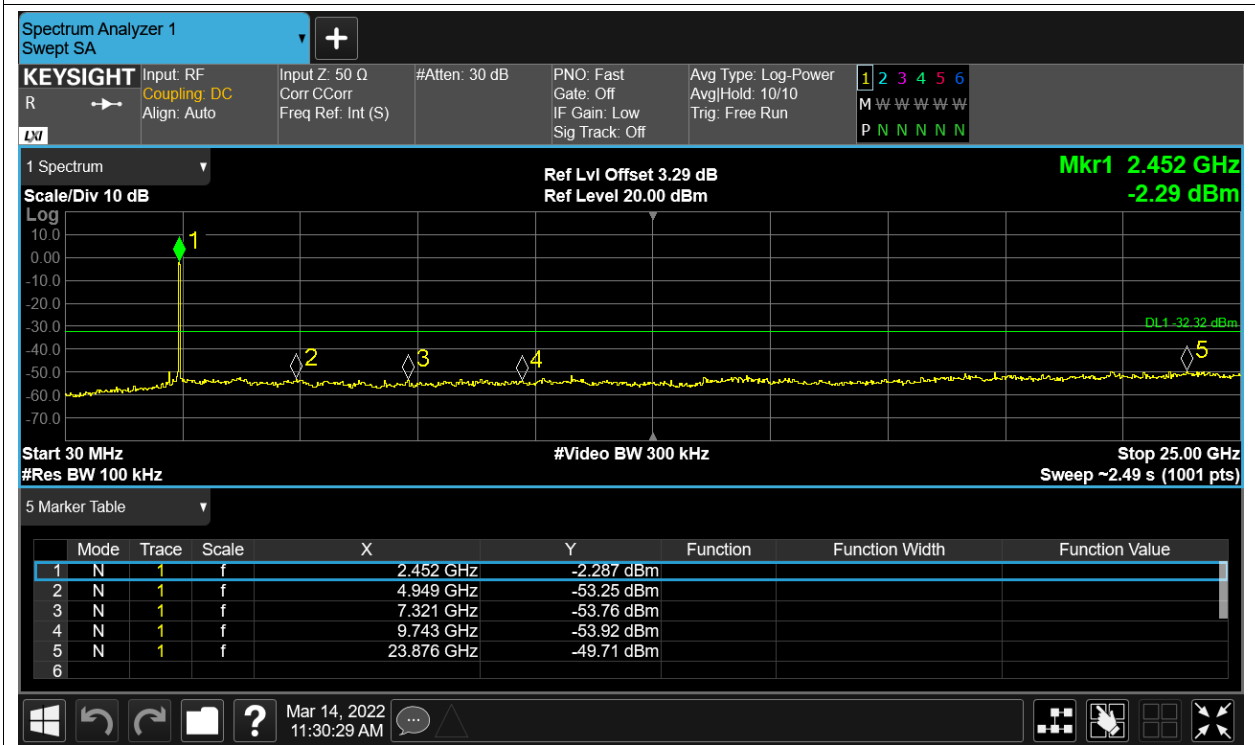 Spectrum Analyzer 1
Swept SA
KEYSIGHT
R
LXI
Input: RF
Coupling: DC
Align: Auto
Input Z: 50 Ω
Corr CCorr
Freq Ref: Int (S)
#Atten: 30 dB
PNO: Fast
Gate: Off
IF Gain: Low
Sig Track: Off
Avg Type: Log-Power
Avg|Hold: 10/10
Trig: Free Run
1 2 3 4 5 6
M W W W W W
P N N N N N
1 Spectrum
Scale/Div 10 dB
Ref Lvl Offset 3.29 dB
Ref Level 20.00 dBm
Mkr1 2.452 GHz
-2.29 dBm
Log
10.0
0.00
-10.0
-20.0
-30.0
-40.0
-50.0
-60.0
-70.0
1
2
3
4
5
DL1 -32.32 dBm
Start 30 MHz
#Video BW 300 kHz
Stop 25.00 GHz
#Res BW 100 kHz
Sweep ~2.49 s (1001 pts)
5 Marker Table
Mode Trace Scale X Y Function Function Width Function Value
1 N 1 f 2.452 GHz -2.287 dBm
2 N 1 f 4.949 GHz -53.25 dBm
3 N 1 f 7.321 GHz -53.76 dBm
4 N 1 f 9.743 GHz -53.92 dBm
5 N 1 f 23.876 GHz -49.71 dBm
6
?
Mar 14, 2022
11:30:29 AM